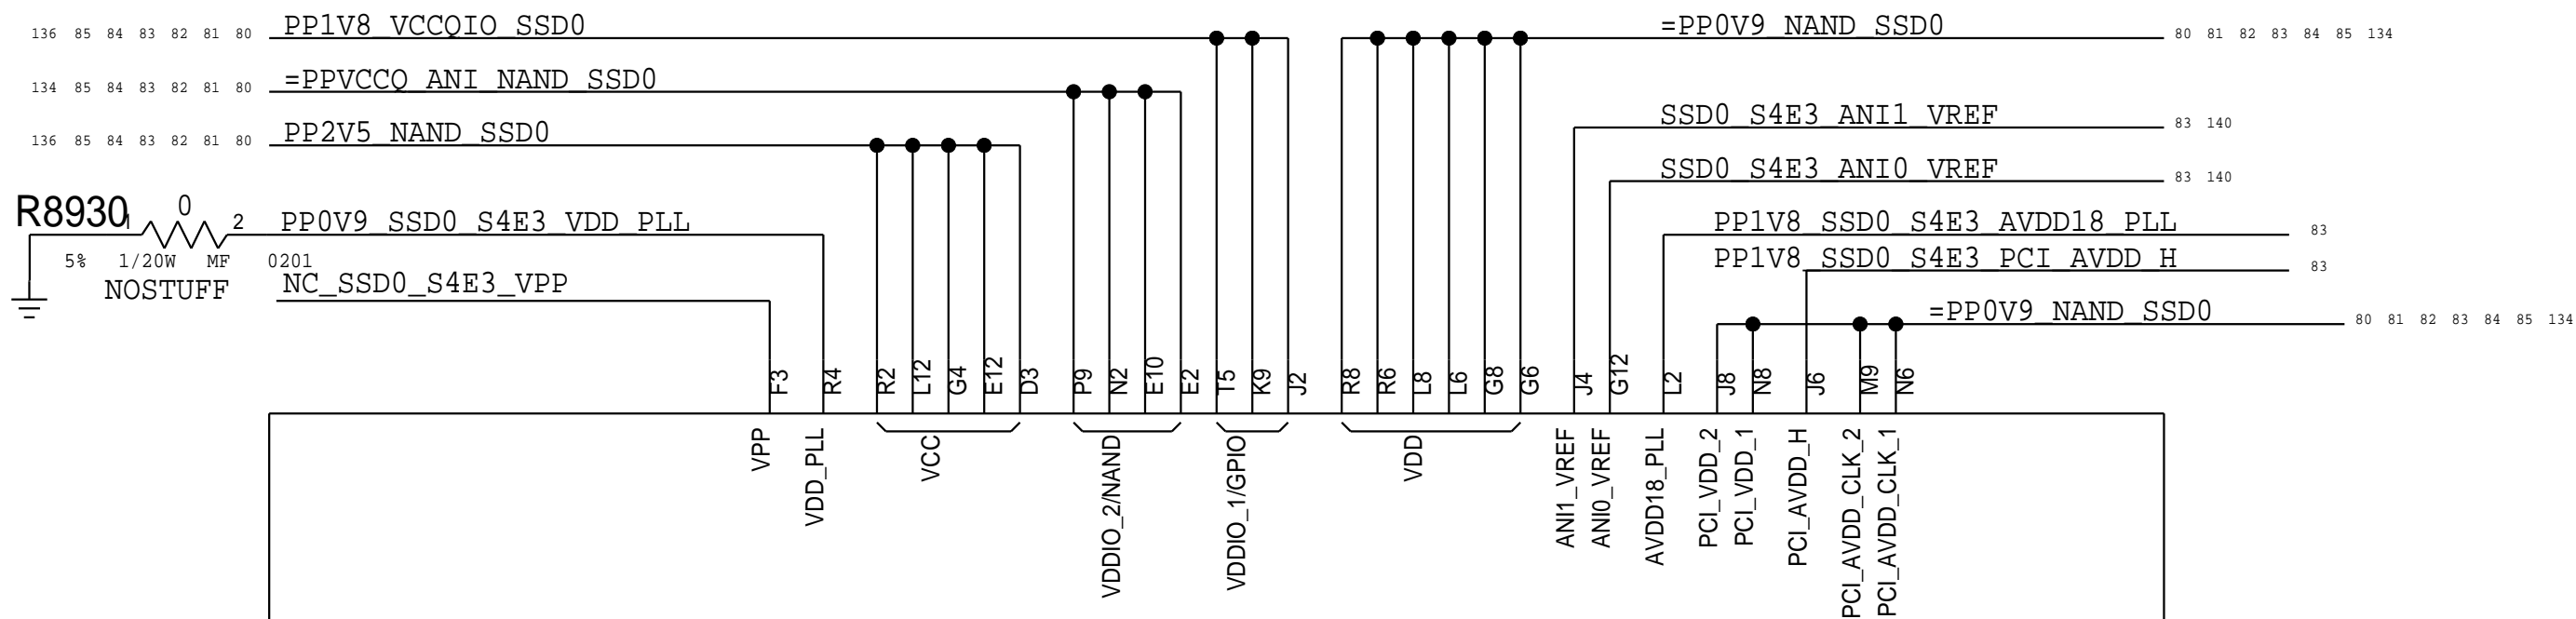 136 85 84 83 82 81 80 PP1V8_VCCQIO_SSD0
=PP0V9_NAND_SSD0 80 81 82 83 84 85 134
134 85 84 83 82 81 80 =PPVCCQ_ANI_NAND_SSD0
SSD0_S4E3_ANI1_VREF 83 140
136 85 84 83 82 81 80 PP2V5_NAND_SSD0
SSD0_S4E3_ANI0_VREF 83 140
R8930 1 0 2 PP0V9_SSD0_S4E3_VDD_PLL
PP1V8_SSD0_S4E3_AVDD18_PLL 83
5% 1/20W MF 0201
PP1V8_SSD0_S4E3_PCI_AVDD_H 83
NOSTUFF
NC_SSD0_S4E3_VPP
=PP0V9_NAND_SSD0 80 81 82 83 84 85 134
F3
R4
R2
L12
G4
E12
D3
P9
N2
E10
E2
T5
K9
J2
R8
R6
L8
L6
G8
G6
J4
G12
L2
J8
N8
J6
M9
N6
VPP
VDD_PLL
VCC
VDDIO_2/NAND
VDDIO_1/GPIO
VDD
ANI1_VREF
ANI0_VREF
AVDD18_PLL
PCI_VDD_2
PCI_VDD_1
PCI_AVDD_H
PCI_AVDD_CLK_2
PCI_AVDD_CLK_1